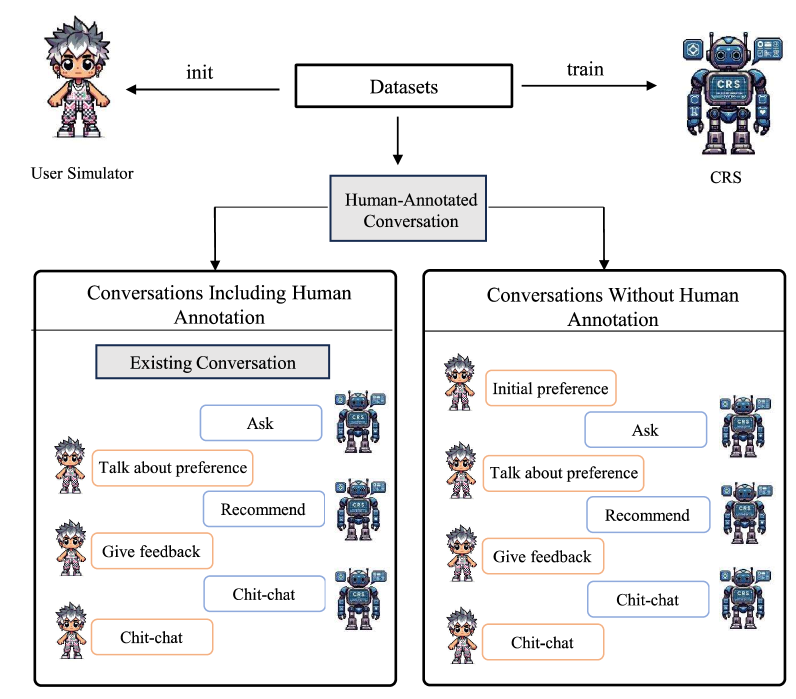 init
Datasets
train
User Simulator
CRS
CRS
Human-Annotated
Conversation
Conversations Including Human
Annotation
Existing Conversation
Ask
CRS
Talk about preference
Recommend
CRS
Give feedback
Chit-chat
CRS
Chit-chat
Conversations Without Human
Annotation
Initial preference
Ask
CRS
Talk about preference
Recommend
CRS
Give feedback
Chit-chat
CRS
Chit-chat